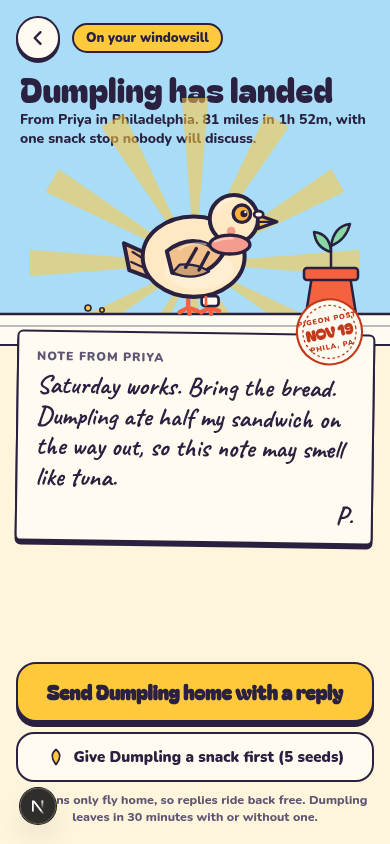 On your windowsill
Dumpling has landed
From Priya in Philadelphia. 81 miles in 1h 52m, with
one snack stop nobody will discuss.
PIGEON POST
NOV 19
PHILA, PA
NOTE FROM PRIYA
Saturday works. Bring the bread.
Dumpling ate half my sandwich on
the way out, so this note may smell
like tuna.
P.
Send Dumpling home with a reply
Give Dumpling a snack first (5 seeds)
N
only fly home, so replies ride back free. Dumpling
leaves in 30 minutes with or without one.